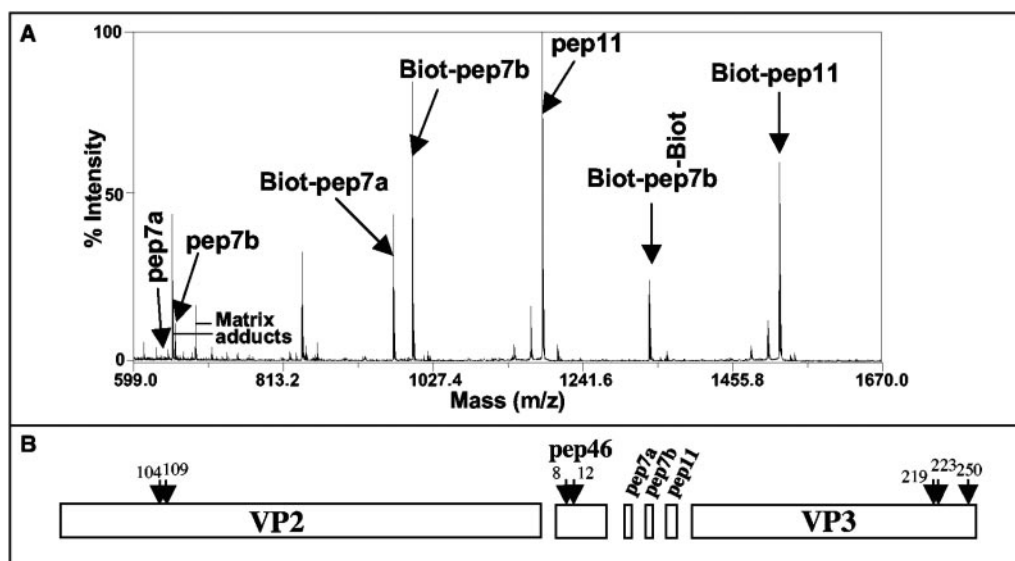 A
100
50
0
% Intensity
pep7a
pep7b
Matrix
adducts
Biot-pep7a
Biot-pep7b
pep11
Biot-pep7b
-Biot
Biot-pep11
599.0 813.2 1027.4 1241.6 1455.8 1670.0
Mass (m/z)
B
104 109
pep46
8 12
pep7a
pep7b
pep11
219 223 250
VP2
VP3